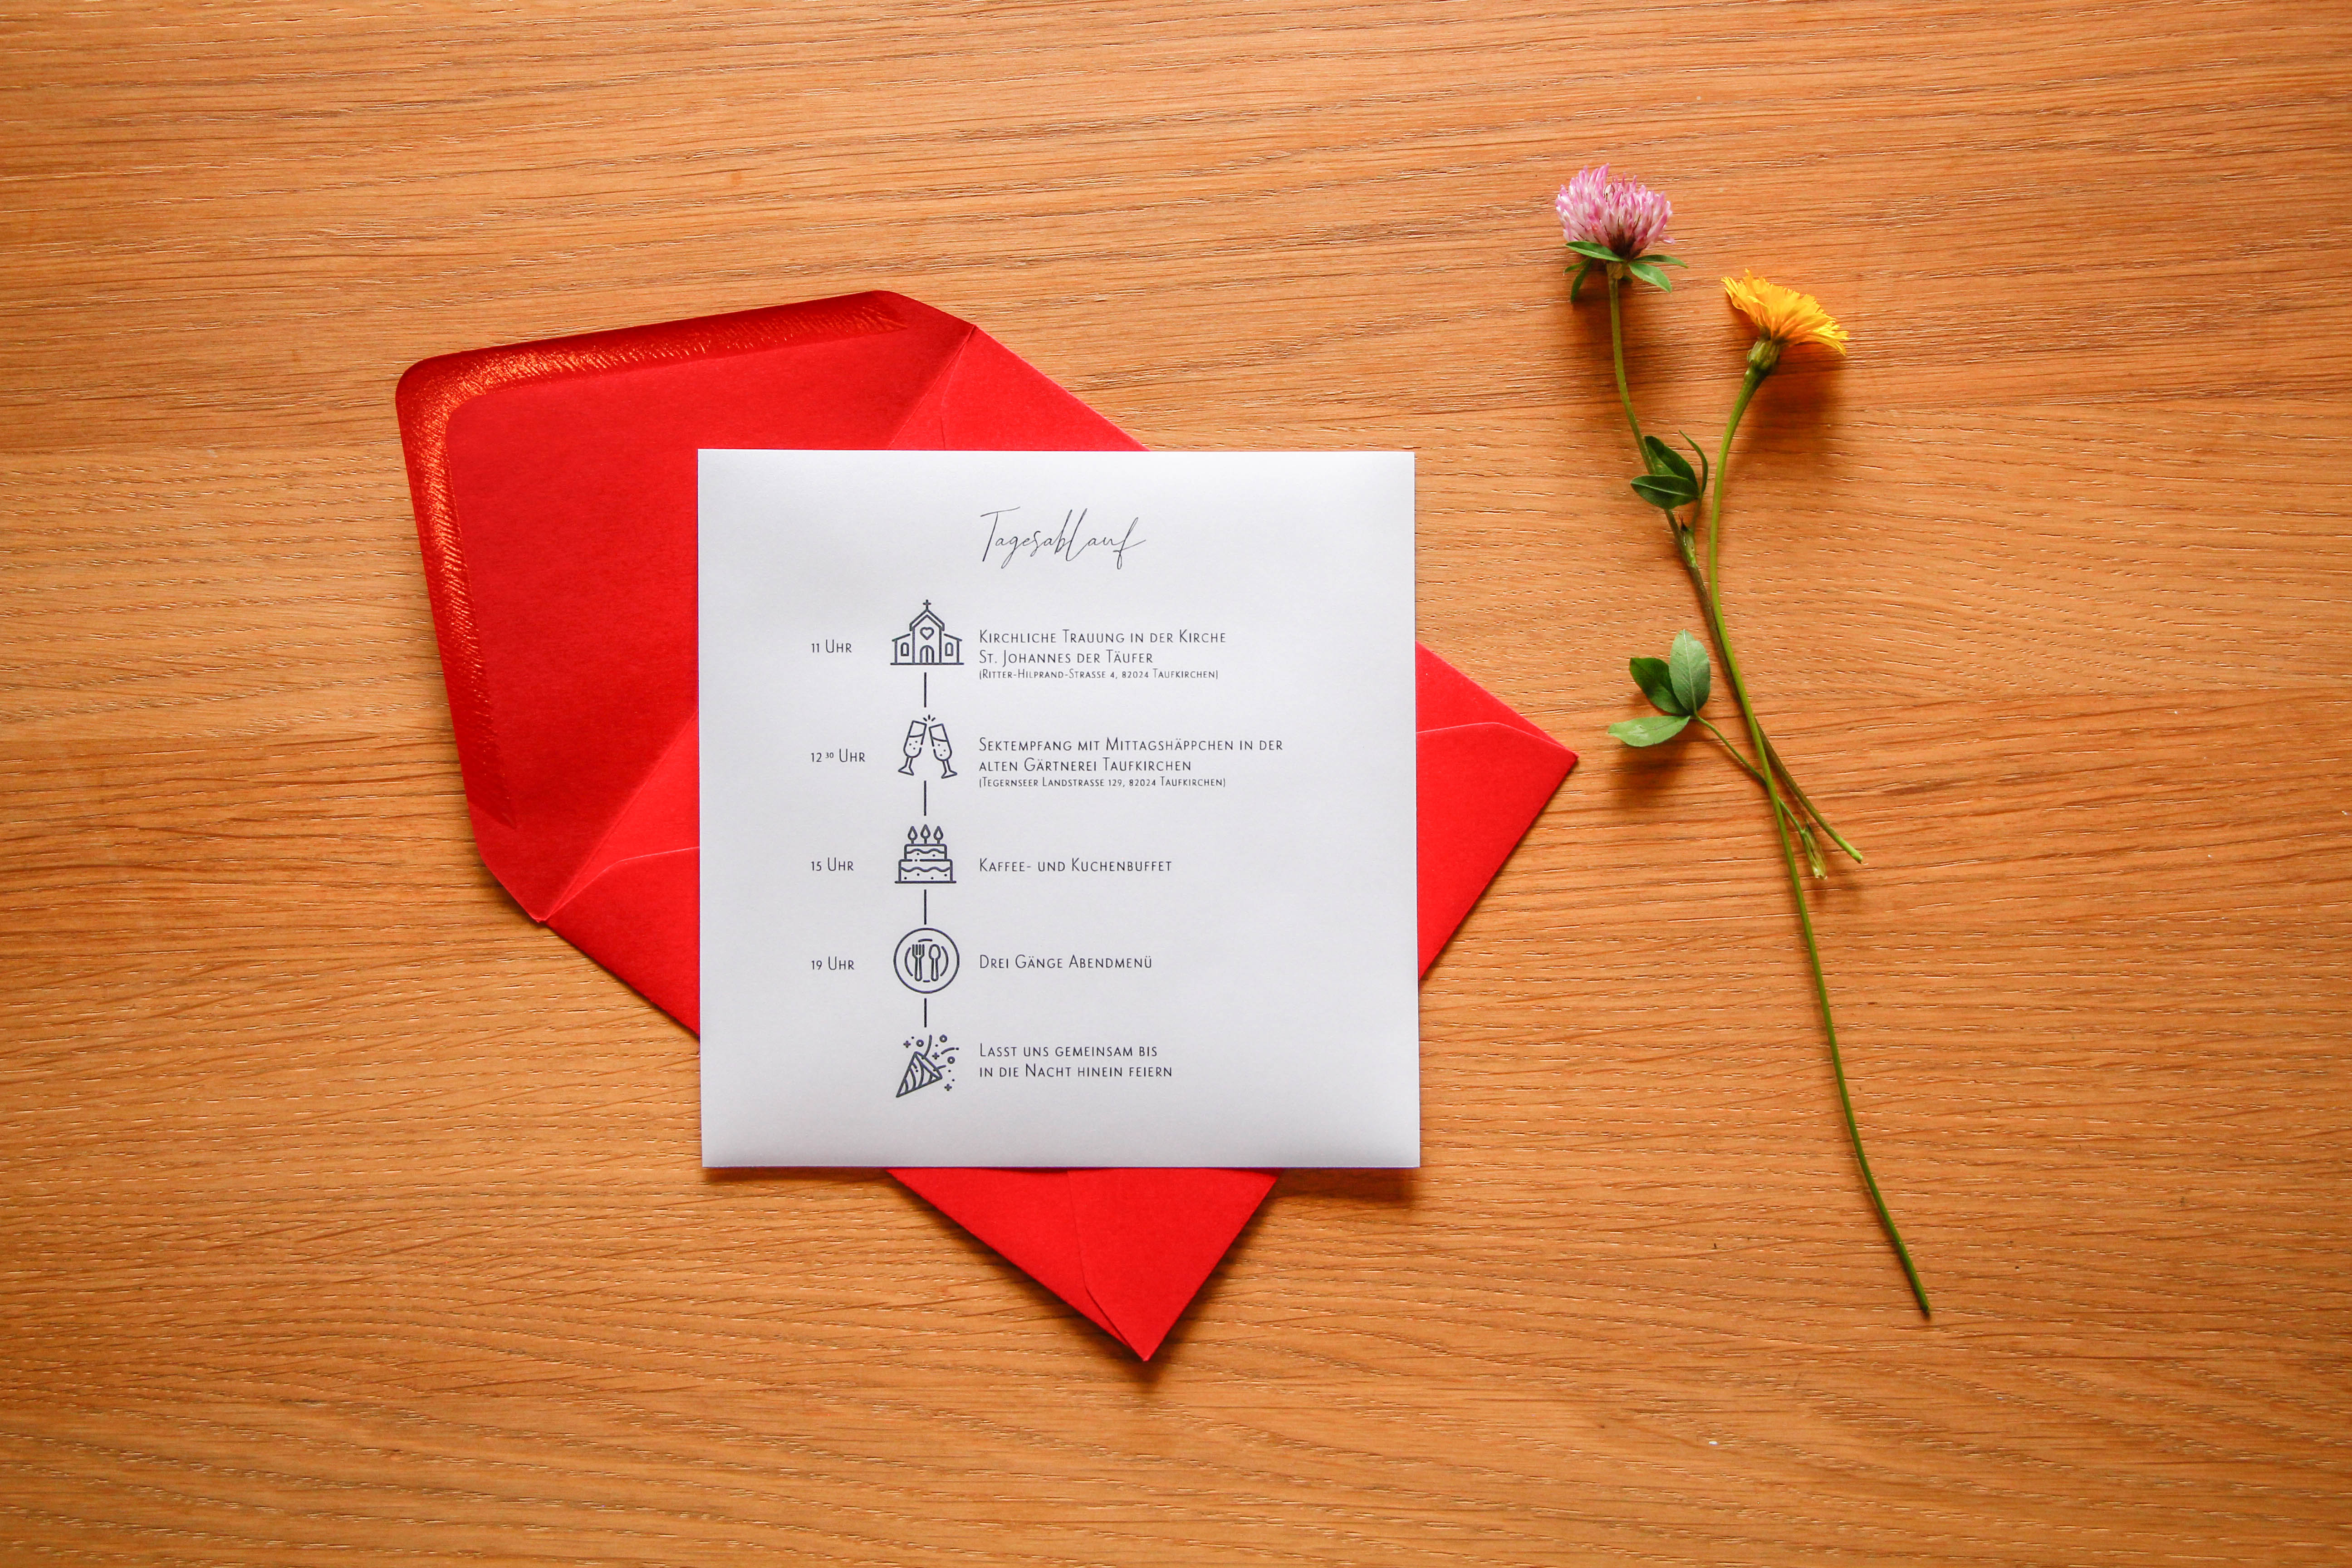 Tagesablauf
11 Uhr
Kirchliche Trauung in der Kirche
St. Johannes der Täufer
(Ritter-Hilprand-Strasse 4, 82024 Taufkirchen)
12 30 Uhr
Sektempfang mit Mittagshäppchen in der
alten Gärtnerei Taufkirchen
(Tegernseer Landstrasse 129, 82024 Taufkirchen)
15 Uhr
Kaffee- und Kuchenbuffet
19 Uhr
Drei Gänge Abendmenü
Lasst uns gemeinsam bis
in die Nacht hinein feiern